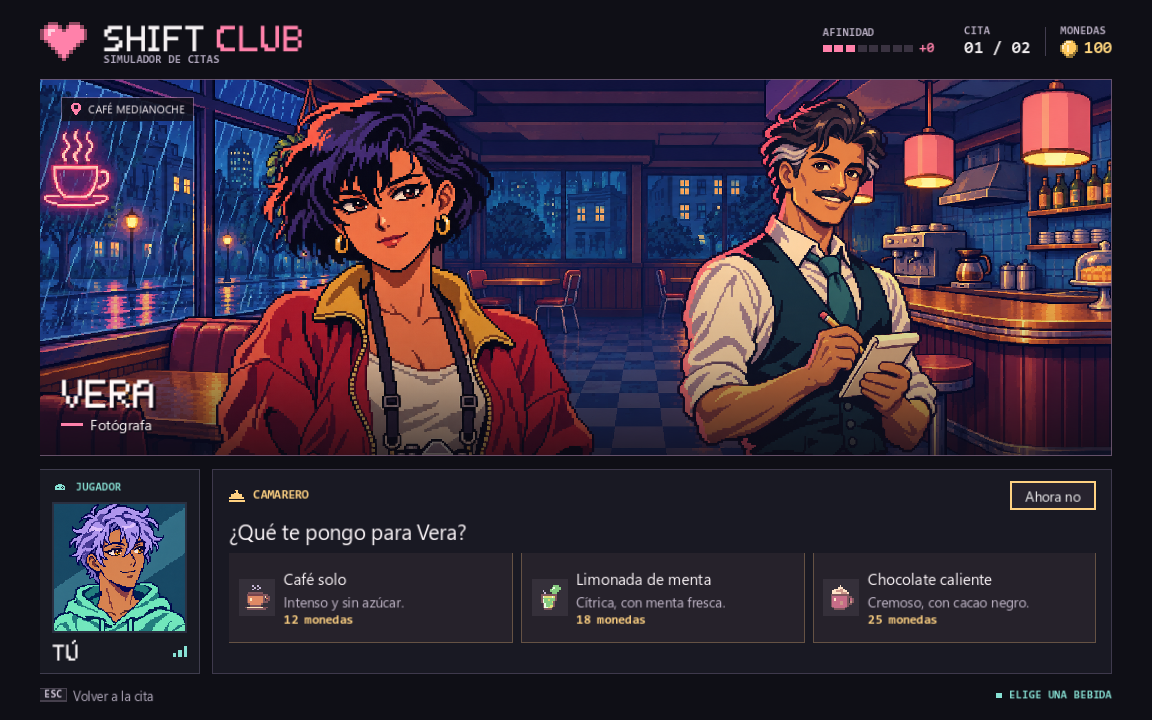 SHIFT CLUB
SIMULADOR DE CITAS
AFINIDAD
+0
CITA
01 / 02
MONEDAS
100
CAFÉ MEDIANOCHE
VERA
Fotógrafa
JUGADOR
TÚ
CAMARERO
Ahora no
¿Qué te pongo para Vera?
Café solo
Intenso y sin azúcar.
12 monedas
Limonada de menta
Cítrica, con menta fresca.
18 monedas
Chocolate caliente
Cremoso, con cacao negro.
25 monedas
ESC Volver a la cita
ELIGE UNA BEBIDA